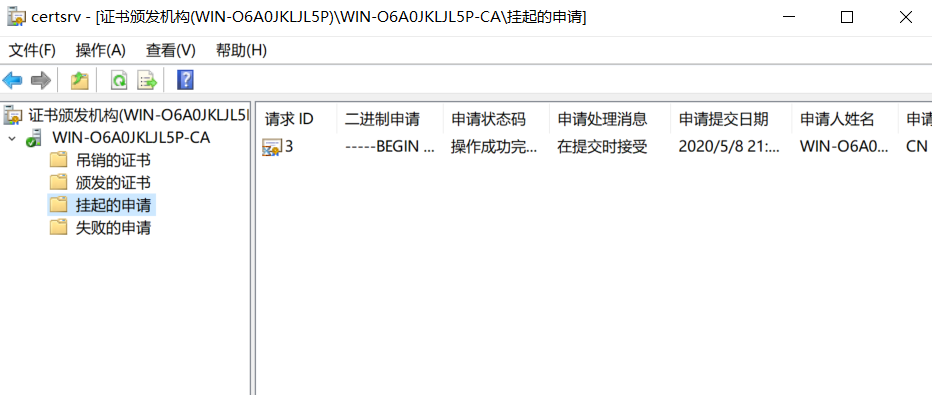 certsrv - [证书颁发机构(WIN-O6A0JKLJL5P)\WIN-O6A0JKLJL5P-CA\挂起的申请]
文件(F) 操作(A) 查看(V) 帮助(H)
证书颁发机构(WIN-O6A0JKLJL5I
WIN-O6A0JKLJL5P-CA
吊销的证书
颁发的证书
挂起的申请
失败的申请
请求 ID 二进制申请 申请状态码 申请处理消息 申请提交日期 申请人姓名 申请
3 -----BEGIN ... 操作成功完... 在提交时接受 2020/5/8 21:... WIN-O6A0... CN